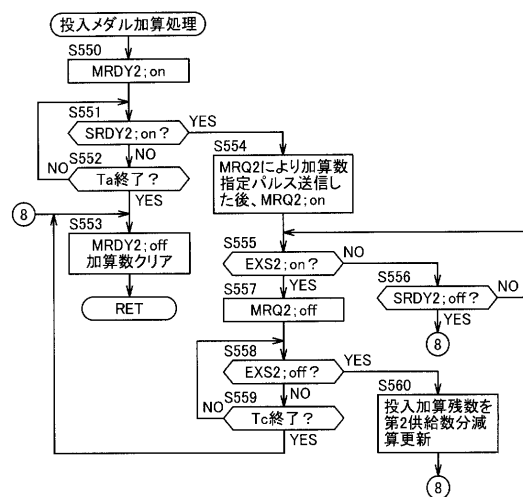 投入メダル加算処理
S550
MRDY2;on
S551
SRDY2;on?
YES
NO
S552
Ta終了?
NO
YES
8
S553
MRDY2;off
加算数クリア
RET
S554
MRQ2により加算数
指定パルス送信し
た後、MRQ2;on
S555
EXS2;on?
NO
YES
S556
SRDY2;off?
NO
YES
8
S557
MRQ2;off
S558
EXS2;off?
YES
NO
S559
Tc終了?
NO
YES
S560
投入加算残数を
第2供給数分減
算更新
8